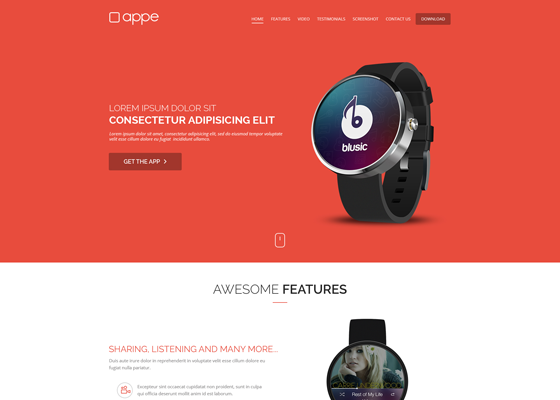 appe
HOME FEATURES VIDEO TESTIMONIALS SCREENSHOT CONTACT US DOWNLOAD
LOREM IPSUM DOLOR SIT
CONSECTETUR ADIPISICING ELIT
Lorem ipsum dolor sit amet, consectetur adipisicing elit, sed do eiusmod tempor voluptate
velit esse cillum dolore eu fugiat incididunt ullamco.
GET THE APP
blusic
AWESOME FEATURES
SHARING, LISTENING AND MANY MORE...
Duis aute irure dolor in reprehenderit in voluptate velit esse cillum dolore eu
fugiat nulla pariatur.
Excepteur sint occaecat cupidatat non proident, sunt in culpa
qui officia deserunt mollit anim id est laborum.
Rest of My Life